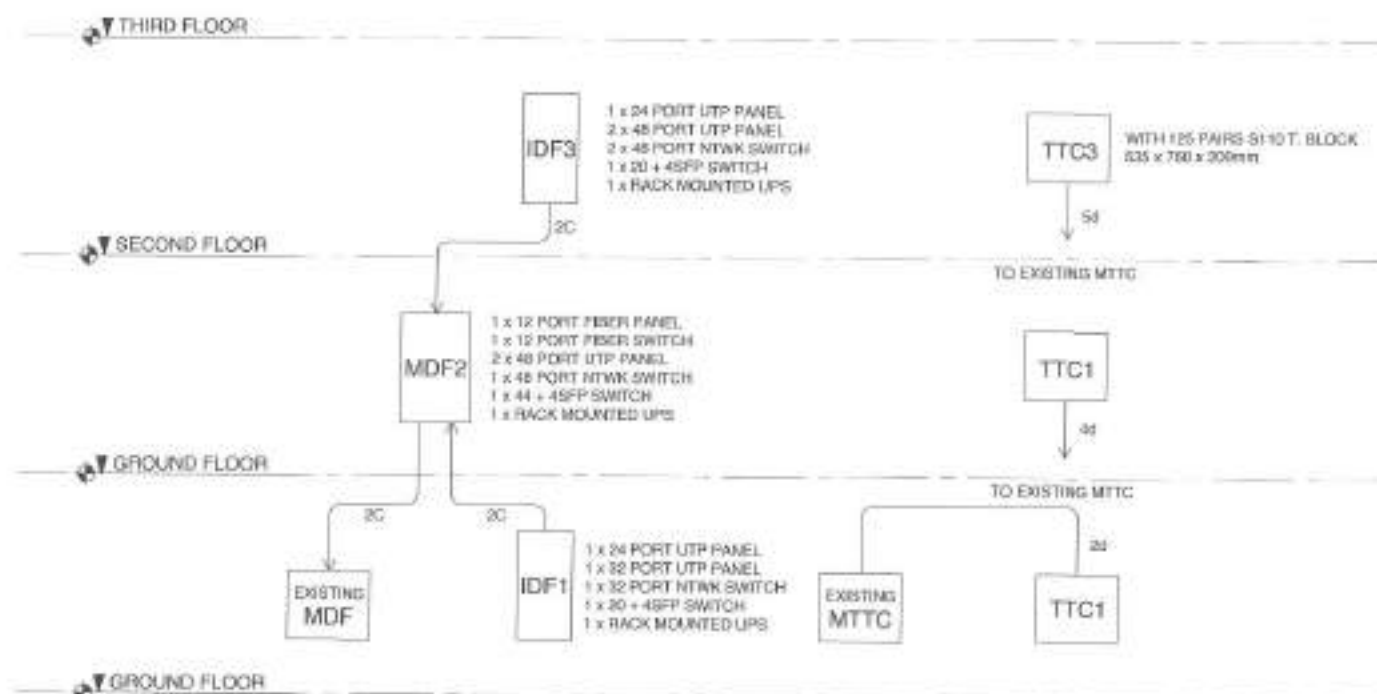 THIRD FLOOR
IDF3
1 x 24 PORT UTP PANEL
2 x 48 PORT UTP PANEL
2 x 48 PORT NTWK SWITCH
1 x 20 + 4SFP SWITCH
1 x RACK MOUNTED UPS
TTC3
WITH 125 PAIRS S110 T. BLOCK
2C
5d
SECOND FLOOR
TO EXISTING MTTC
MDF2
1 x 12 PORT FIBER PANEL
1 x 12 PORT FIBER SWITCH
2 x 48 PORT UTP PANEL
1 x 48 PORT NTWK SWITCH
1 x 44 + 4SFP SWITCH
1 x RACK MOUNTED UPS
TTC1
4d
GROUND FLOOR
TO EXISTING MTTC
2C
2C
2d
EXISTING
MDF
IDF1
1 x 24 PORT UTP PANEL
1 x 32 PORT UTP PANEL
1 x 32 PORT NTWK SWITCH
+ 4SFP SWITCH
1 x RACK MOUNTED UPS
EXISTING
MTTC
TTC1
GROUND FLOOR